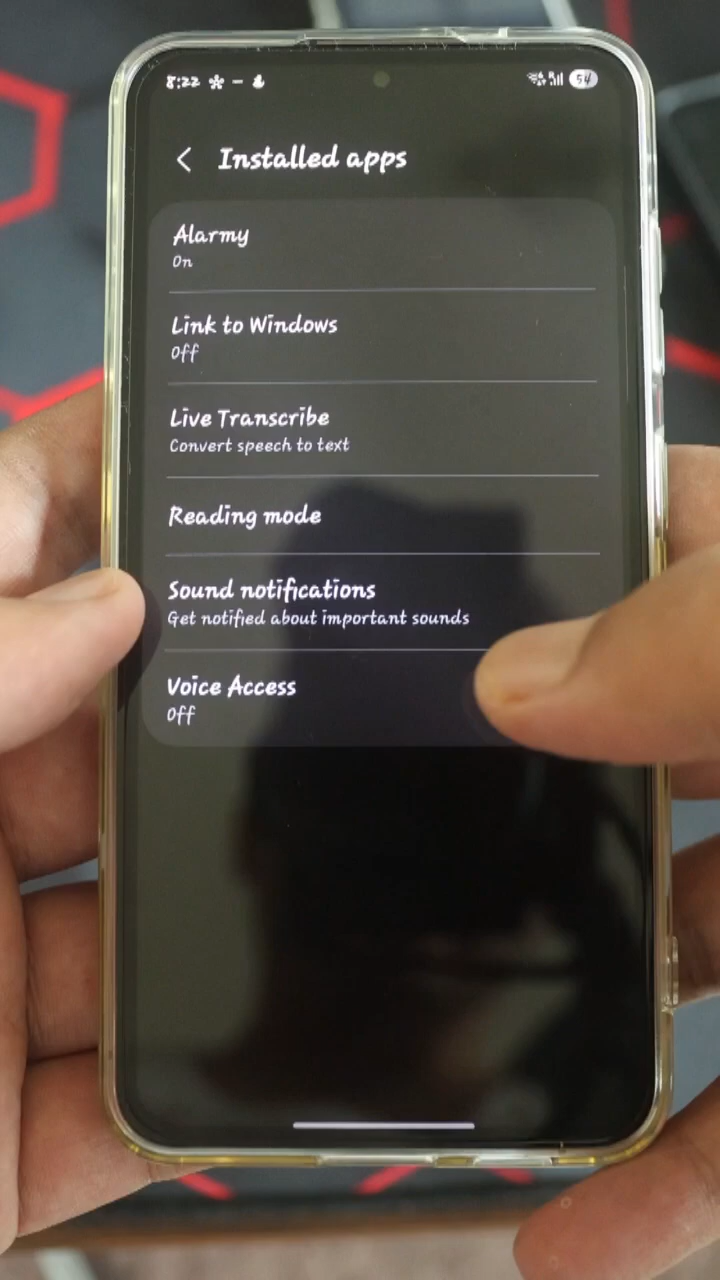 8:22
54
Installed apps
Alarmy
On
Link to Windows
Off
Live Transcribe
Convert speech to text
Reading mode
Sound notifications
Get notified about important sounds
Voice Access
Off